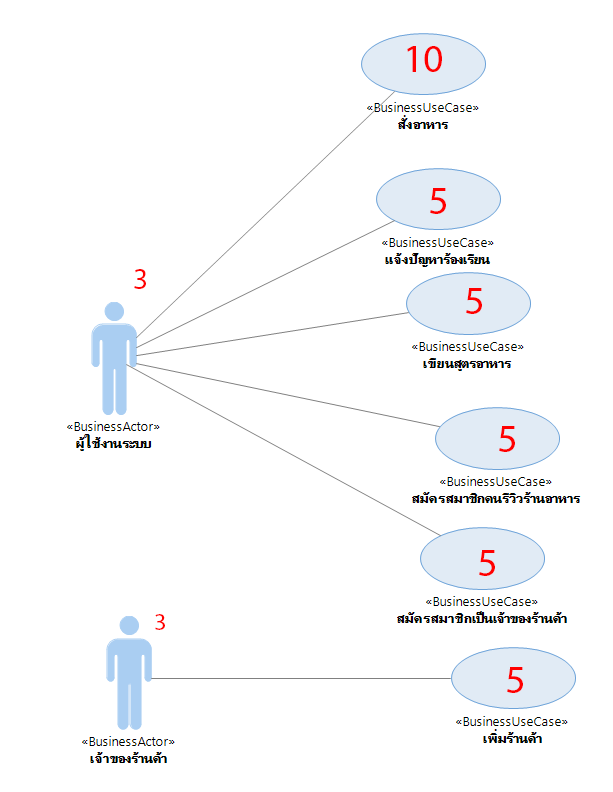 10
«BusinessUseCase»
สั่งอาหาร
5
«BusinessUseCase»
แจ้งปัญหาร้องเรียน
3
5
«BusinessUseCase»
เขียนสูตรอาหาร
«BusinessActor»
ผู้ใช้งานระบบ
5
«BusinessUseCase»
สมัครสมาชิกคนรีวิวร้านอาหาร
5
«BusinessUseCase»
สมัครสมาชิกเป็นเจ้าของร้านค้า
3
5
«BusinessUseCase»
เพิ่มร้านค้า
«BusinessActor»
เจ้าของร้านค้า